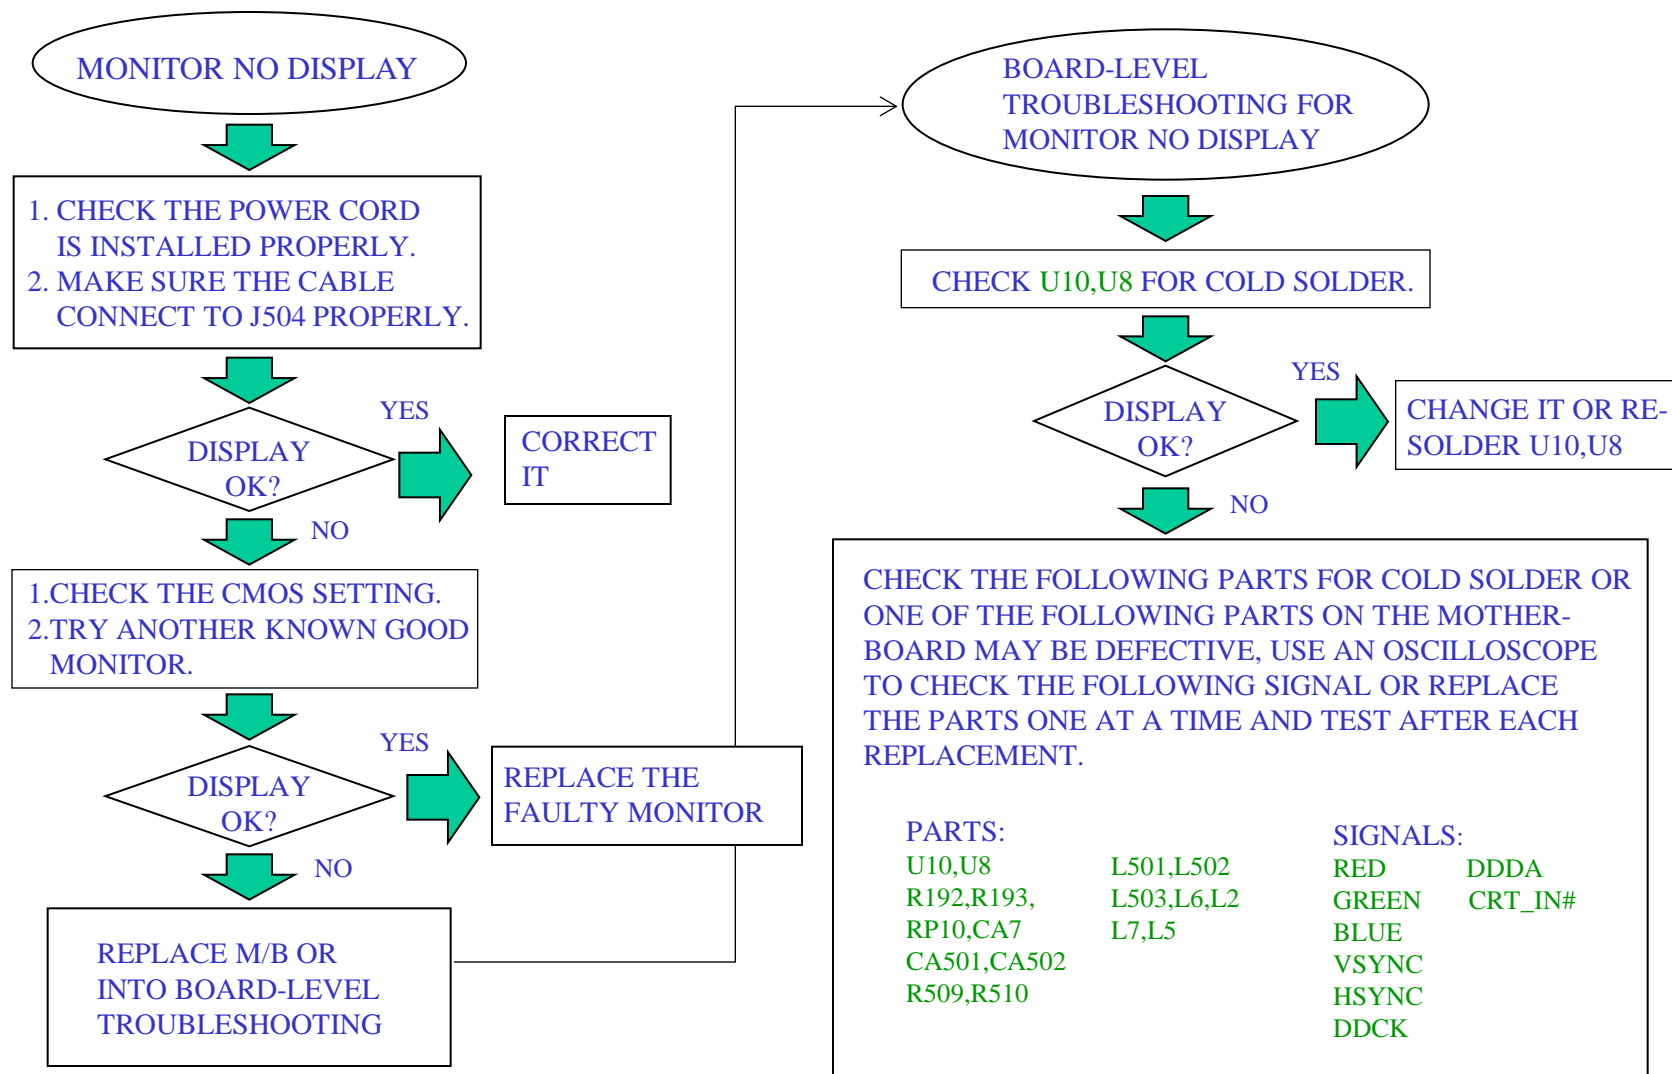 MONITOR NO DISPLAY
1. CHECK THE POWER CORD
IS INSTALLED PROPERLY.
2. MAKE SURE THE CABLE
CONNECT TO J504 PROPERLY.
DISPLAY
OK?
YES
CORRECT
IT
NO
1.CHECK THE CMOS SETTING.
2.TRY ANOTHER KNOWN GOOD
MONITOR.
DISPLAY
OK?
YES
REPLACE THE
FAULTY MONITOR
NO
REPLACE M/B OR
INTO BOARD-LEVEL
TROUBLESHOOTING
BOARD-LEVEL
TROUBLESHOOTING FOR
MONITOR NO DISPLAY
CHECK U10,U8 FOR COLD SOLDER.
DISPLAY
OK?
YES
CHANGE IT OR RE-
SOLDER U10,U8
NO
CHECK THE FOLLOWING PARTS FOR COLD SOLDER OR
ONE OF THE FOLLOWING PARTS ON THE MOTHER-
BOARD MAY BE DEFECTIVE, USE AN OSCILLOSCOPE
TO CHECK THE FOLLOWING SIGNAL OR REPLACE
THE PARTS ONE AT A TIME AND TEST AFTER EACH
REPLACEMENT.
PARTS:
U10,U8
R192,R193,
RP10,CA7
CA501,CA502
R509,R510
L501,L502
L503,L6,L2
L7,L5
SIGNALS:
RED
GREEN
BLUE
VSYNC
HSYNC
DDCK
DDDA
CRT_IN#